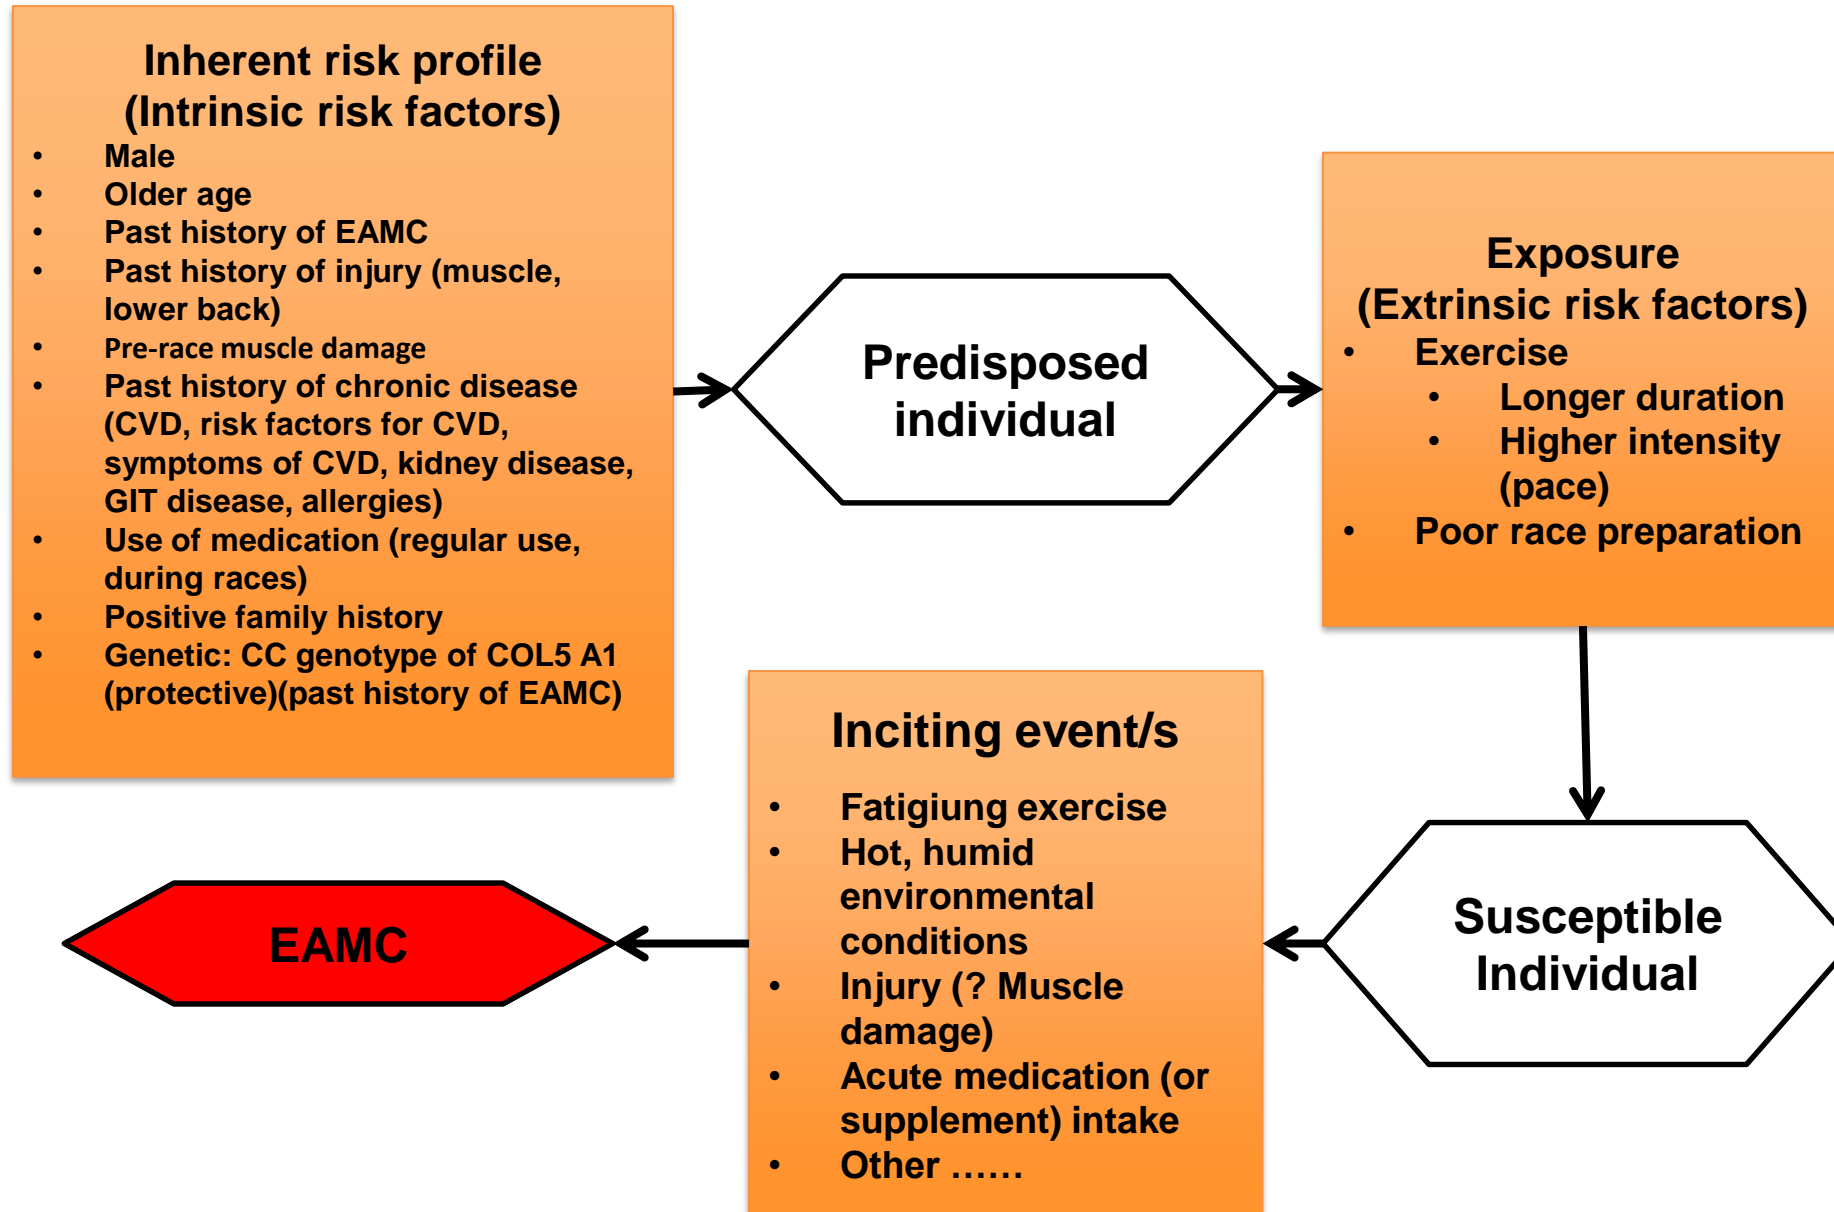 Inherent risk profile
(Intrinsic risk factors)
• Male
• Older age
• Past history of EAMC
• Past history of injury (muscle,
lower back)
• Pre-race muscle damage
• Past history of chronic disease
(CVD, risk factors for CVD,
symptoms of CVD, kidney disease,
GIT disease, allergies)
• Use of medication (regular use,
during races)
• Positive family history
• Genetic: CC genotype of COL5 A1
(protective)(past history of EAMC)
Predisposed
individual
Exposure
(Extrinsic risk factors)
• Exercise
• Longer duration
• Higher intensity
(pace)
• Poor race preparation
Susceptible
Individual
Inciting event/s
• Fatigiung exercise
• Hot, humid
environmental
conditions
• Injury (? Muscle
damage)
• Acute medication (or
supplement) intake
• Other ......
EAMC